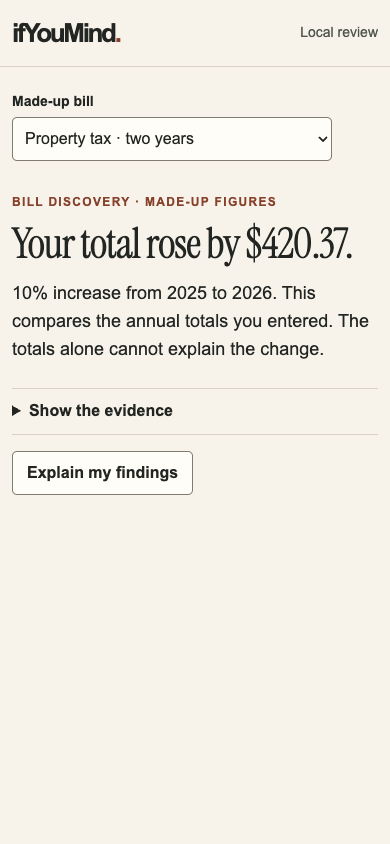 ifYouMind.
Local review
Made-up bill
Property tax · two years
BILL DISCOVERY · MADE-UP FIGURES
Your total rose by $420.37.
10% increase from 2025 to 2026. This
compares the annual totals you entered. The
totals alone cannot explain the change.
Show the evidence
Explain my findings